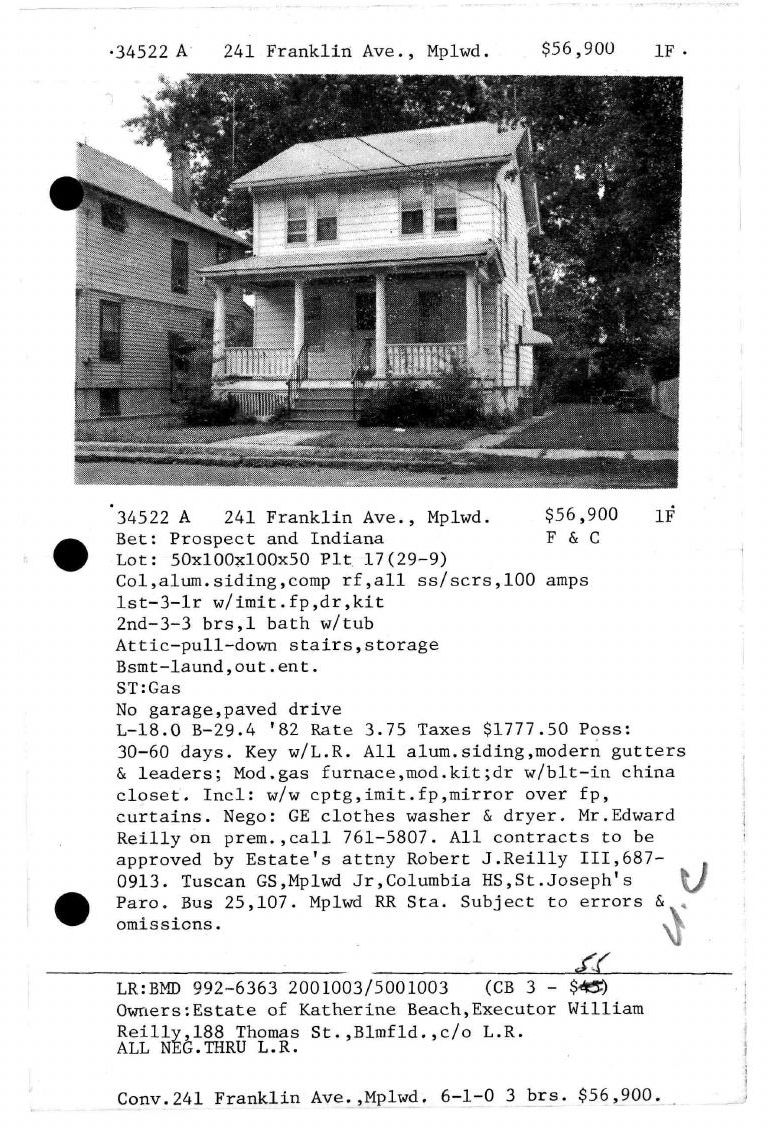 34522 A 241 Franklin Ave., Mplwd. $56,900 1F.
34522 A 241 Franklin Ave., Mplwd. $56,900 1F
Bet: Prospect and Indiana F & C
Lot: 50x100x100x50 Plt 17(29-9)
Col,alum.siding,comp rf,all ss/scrs,100 amps
1st-3-lr w/imit.fp,dr,kit
2nd-3-3 brs,1 bath w/tub
Attic-pull-down stairs,storage
Bsmt-laund,out.ent.
ST:Gas
No garage,paved drive
L-18.0 B-29.4 '82 Rate 3.75 Taxes $1777.50 Poss:
30-60 days. Key w/L.R. All alum.siding,modern gutters
& leaders; Mod.gas furnace,mod.kit;dr w/blt-in china
closet. Incl: w/w cptg,imit.fp,mirror over fp,
curtains. Nego: GE clothes washer & dryer. Mr.Edward
Reilly on prem.,call 761-5807. All contracts to be
approved by Estate's attny Robert J.Reilly III,687-
0913. Tuscan GS,Mplwd Jr,Columbia HS,St.Joseph's
Paro. Bus 25,107. Mplwd RR Sta. Subject to errors &
omissions.
U.C
55
LR:BMD 992-6363 2001003/5001003 (CB 3 - $45)
Owners:Estate of Katherine Beach,Executor William
Reilly,188 Thomas St.,Blmfld.,c/o L.R.
ALL NEG.THRU L.R.
Conv.241 Franklin Ave.,Mplwd. 6-1-0 3 brs. $56,900.